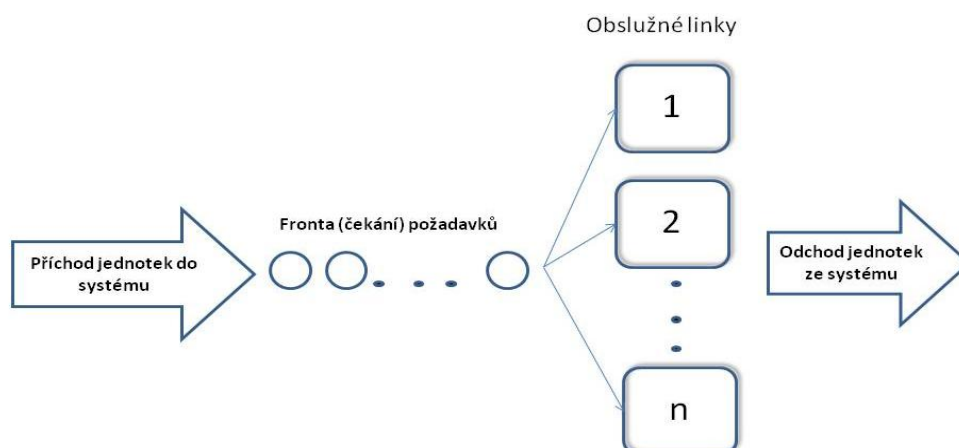 Obslužné linky
1
Fronta (čekání) požadavků
2
Příchod jednotek do
systému
Odchod jednotek
ze systému
n